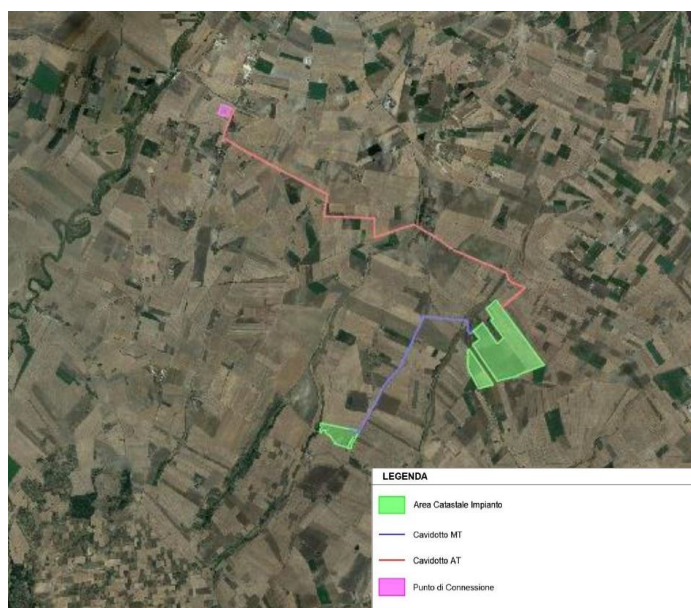 LEGENDA
Area Catastale Impianto
Cavidotto MT
Cavidotto AT
Punto di Connessione